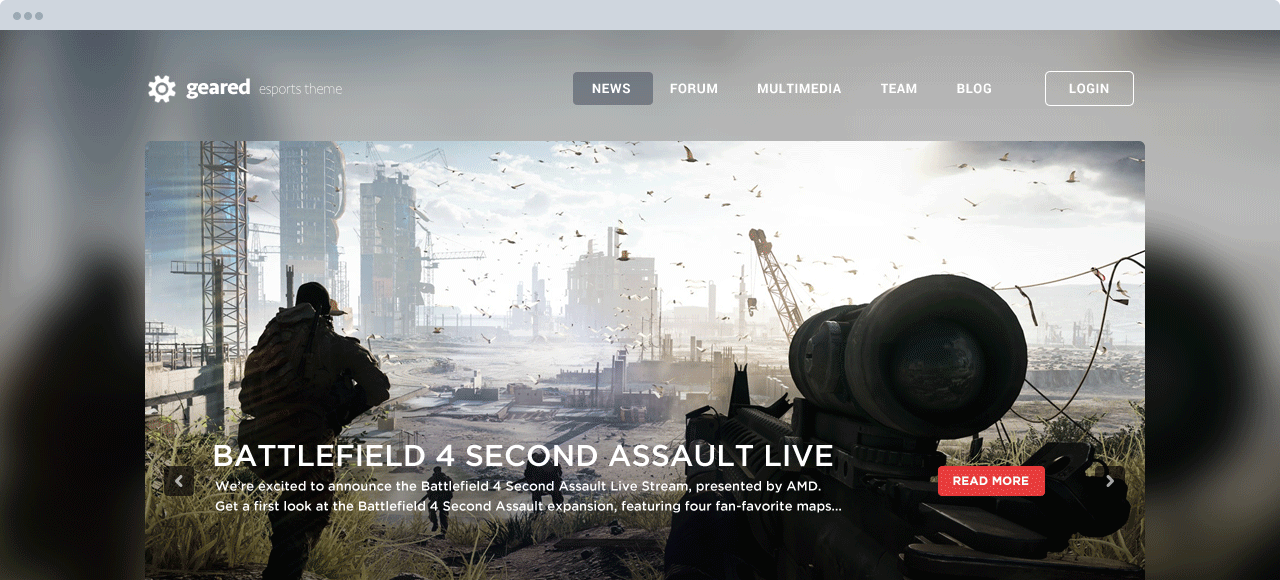 geared esports theme
NEWS FORUM MULTIMEDIA TEAM BLOG LOGIN
BATTLEFIELD 4 SECOND ASSAULT LIVE
We're excited to announce the Battlefield 4 Second Assault Live Stream, presented by AMD.
Get a first look at the Battlefield 4 Second Assault expansion, featuring four fan-favorite maps...
READ MORE